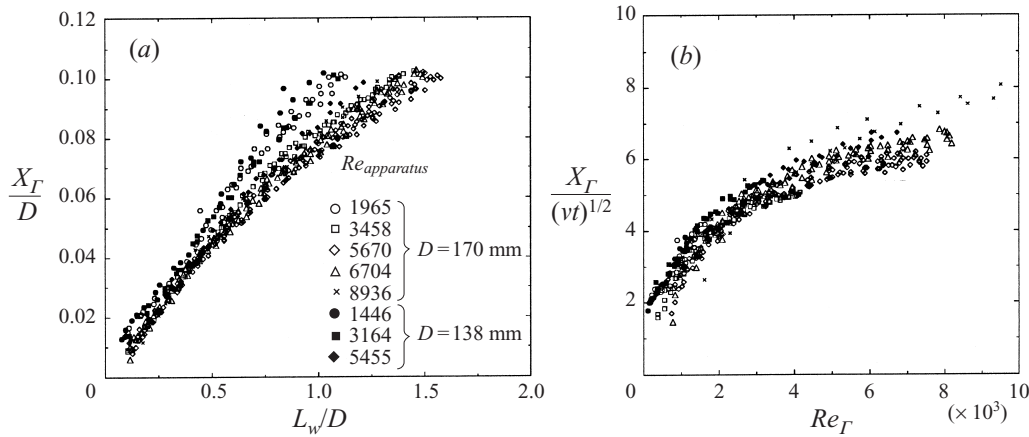 (a)
0.12
0.10
0.08
0.06
0.04
0.02
0
X_Γ
D
0.5
1.0
1.5
2.0
L_w/D
Re_apparatus
1965
3458
5670
6704
8936
D = 170 mm
1446
3164
5455
D = 138 mm
(b)
10
8
6
4
2
0
X_Γ
(νt)^1/2
2
4
6
8
10
Re_Γ
(× 10^3)